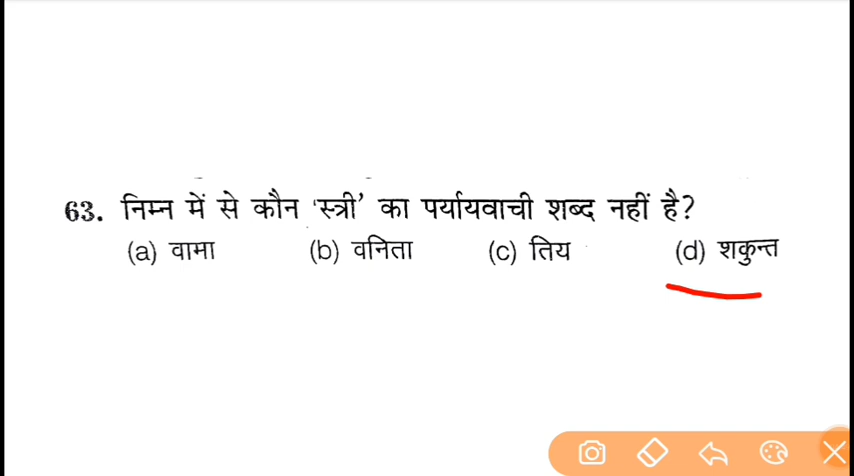 63. निम्न में से कौन 'स्त्री' का पर्यायवाची शब्द नहीं है?
(a) वामा (b) वनिता (c) तिय (d) शकुन्त